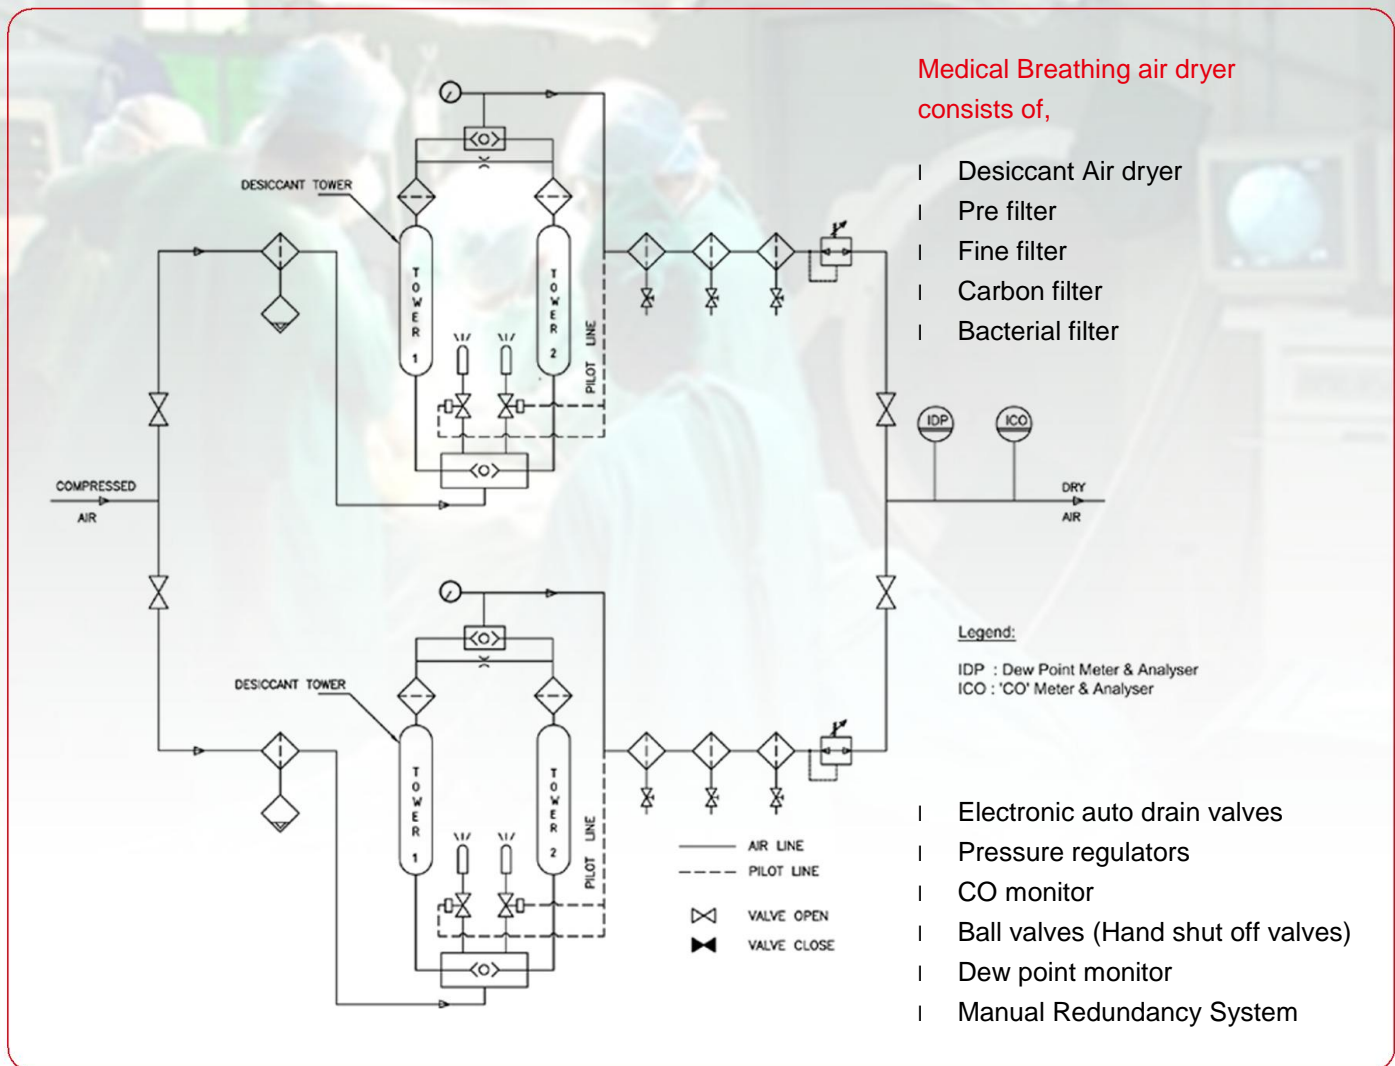 Medical Breathing air dryer
consists of,
l Desiccant Air dryer
l Pre filter
l Fine filter
l Carbon filter
l Bacterial filter
DESICCANT TOWER
TOWER 1
TOWER 2
PILOT LINE
COMPRESSED
AIR
IDP
ICO
DRY
AIR
Legend:
IDP : Dew Point Meter & Analyser
ICO : 'CO' Meter & Analyser
DESICCANT TOWER
TOWER 1
TOWER 2
PILOT LINE
AIR LINE
PILOT LINE
VALVE OPEN
VALVE CLOSE
l Electronic auto drain valves
l Pressure regulators
l CO monitor
l Ball valves (Hand shut off valves)
l Dew point monitor
l Manual Redundancy System